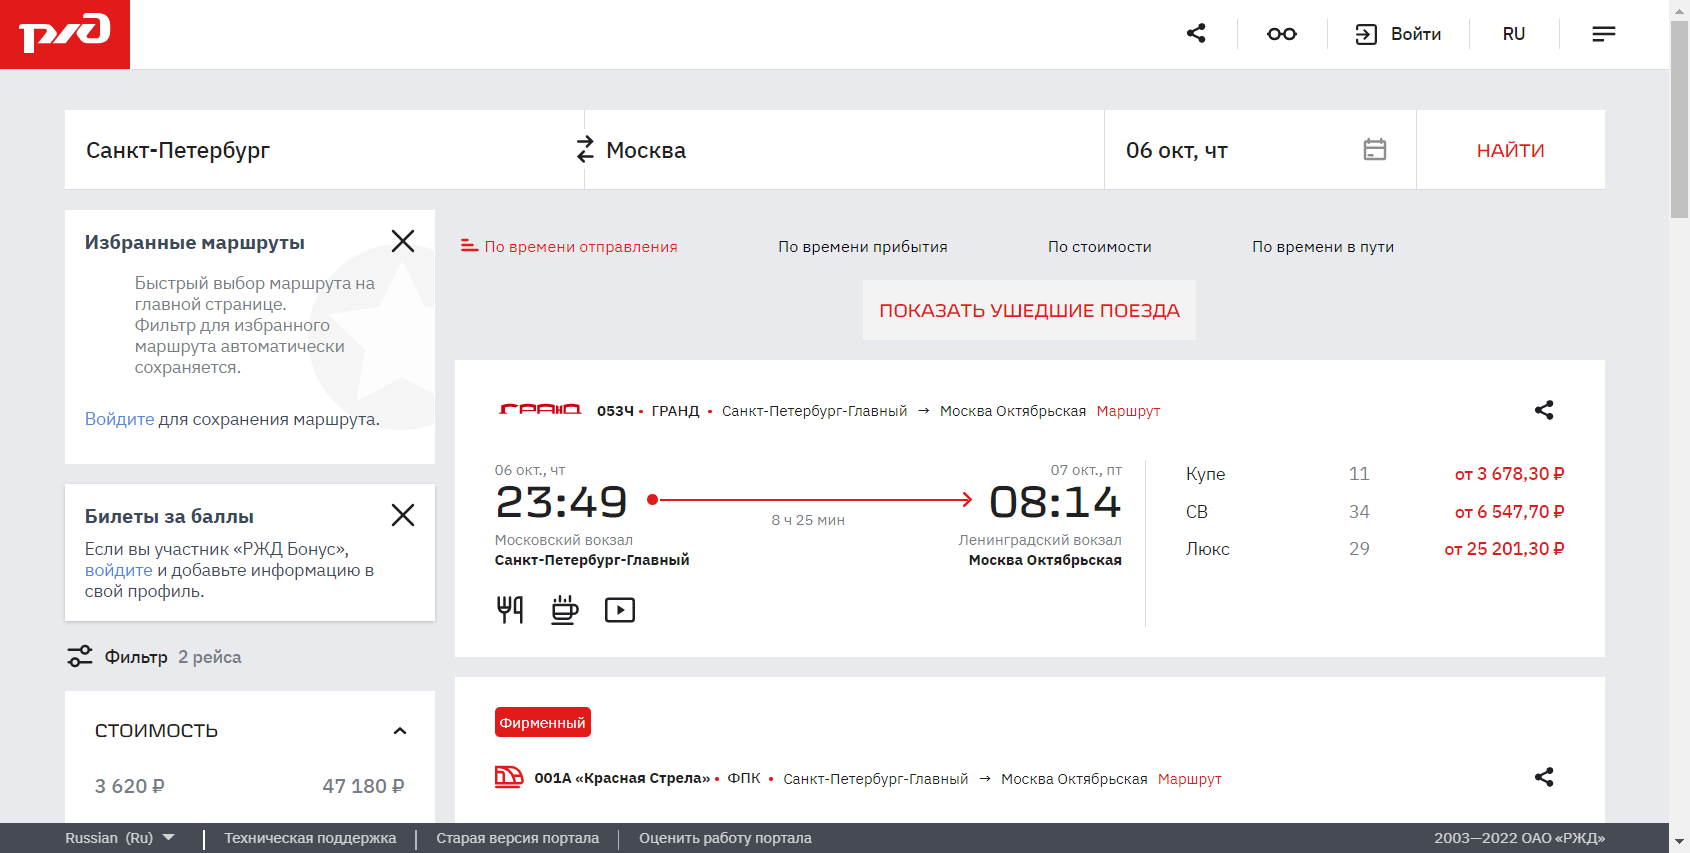 РЖД
Войти
RU
Санкт-Петербург
Москва
06 окт, чт
НАЙТИ
Избранные маршруты
Быстрый выбор маршрута на
главной странице.
Фильтр для избранного
маршрута автоматически
сохраняется.
Войдите для сохранения маршрута.
Билеты за баллы
Если вы участник «РЖД Бонус»,
войдите и добавьте информацию в
свой профиль.
Фильтр 2 рейса
СТОИМОСТЬ
3 620 ₽ 47 180 ₽
По времени отправления
По времени прибытия
По стоимости
По времени в пути
ПОКАЗАТЬ УШЕДШИЕ ПОЕЗДА
ГРАНД 053Ч • ГРАНД • Санкт-Петербург-Главный → Москва Октябрьская Маршрут
06 окт., чт 07 окт., пт
23:49 08:14
8 ч 25 мин
Московский вокзал Ленинградский вокзал
Санкт-Петербург-Главный Москва Октябрьская
Купе 11 от 3 678,30 ₽
СВ 34 от 6 547,70 ₽
Люкс 29 от 25 201,30 ₽
Фирменный
001А «Красная Стрела» • ФПК • Санкт-Петербург-Главный → Москва Октябрьская Маршрут
Russian (Ru) Техническая поддержка Старая версия портала Оценить работу портала 2003—2022 ОАО «РЖД»